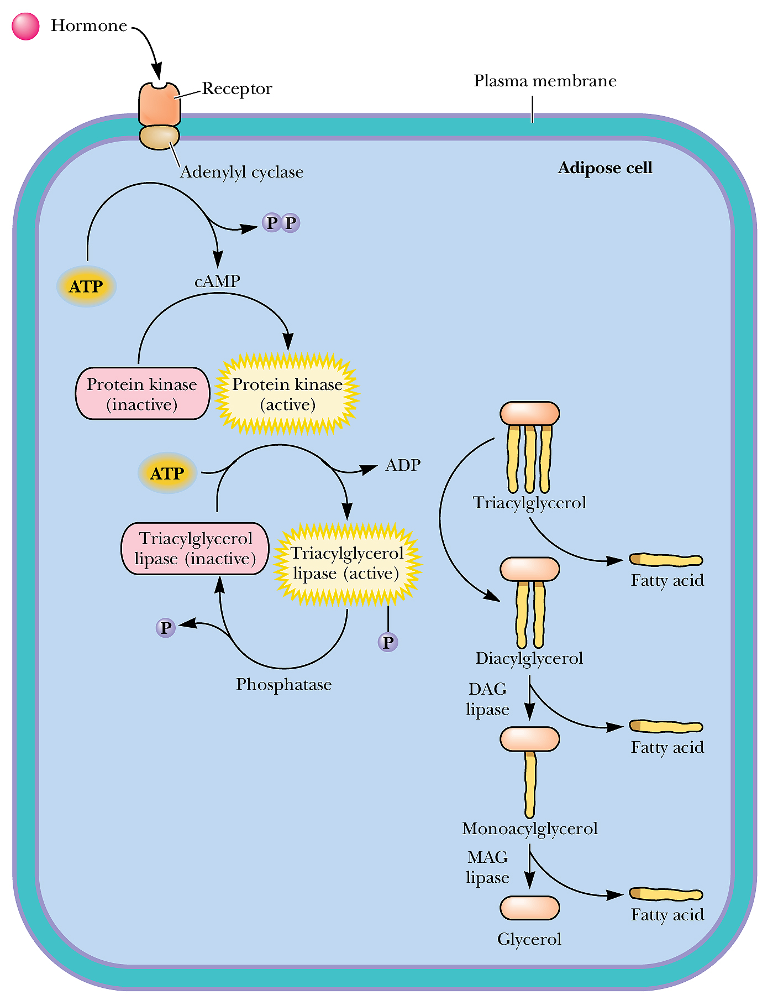 Hormone
Receptor
Plasma membrane
Adipose cell
Adenylyl cyclase
P P
ATP
cAMP
Protein kinase
(inactive)
Protein kinase
(active)
ATP
ADP
Triacylglycerol
lipase (inactive)
Triacylglycerol
lipase (active)
P
P
Phosphatase
Triacylglycerol
Fatty acid
Diacylglycerol
DAG
lipase
Fatty acid
Monoacylglycerol
MAG
lipase
Fatty acid
Glycerol